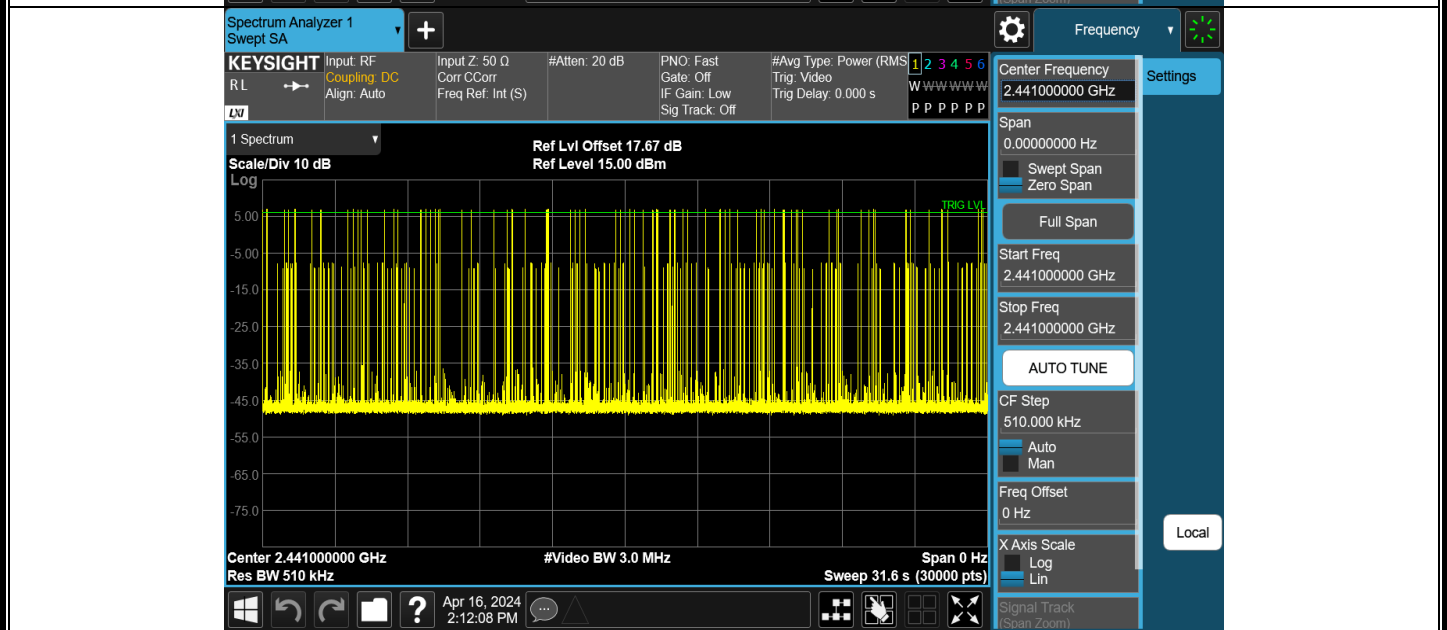 (Span Zoom)
Spectrum Analyzer 1
Swept SA
+
Frequency
KEYSIGHT
RL
LXI
Input: RF
Coupling: DC
Align: Auto
Input Z: 50 Ω
Corr CCorr
Freq Ref: Int (S)
#Atten: 20 dB
PNO: Fast
Gate: Off
IF Gain: Low
Sig Track: Off
#Avg Type: Power (RMS
Trig: Video
Trig Delay: 0.000 s
1 2 3 4 5 6
W W W W W W
P P P P P P
1 Spectrum
Scale/Div 10 dB
Ref Lvl Offset 17.67 dB
Ref Level 15.00 dBm
Log
TRIG LVL
5.00
-5.00
-15.0
-25.0
-35.0
-45.0
-55.0
-65.0
-75.0
Center 2.441000000 GHz
#Video BW 3.0 MHz
Span 0 Hz
Res BW 510 kHz
Sweep 31.6 s (30000 pts)
Center Frequency
2.441000000 GHz
Settings
Span
0.00000000 Hz
Swept Span
Zero Span
Full Span
Start Freq
2.441000000 GHz
Stop Freq
2.441000000 GHz
AUTO TUNE
CF Step
510.000 kHz
Auto
Man
Freq Offset
0 Hz
X Axis Scale
Log
Lin
Local
Signal Track
(Span Zoom)
?
Apr 16, 2024
2:12:08 PM